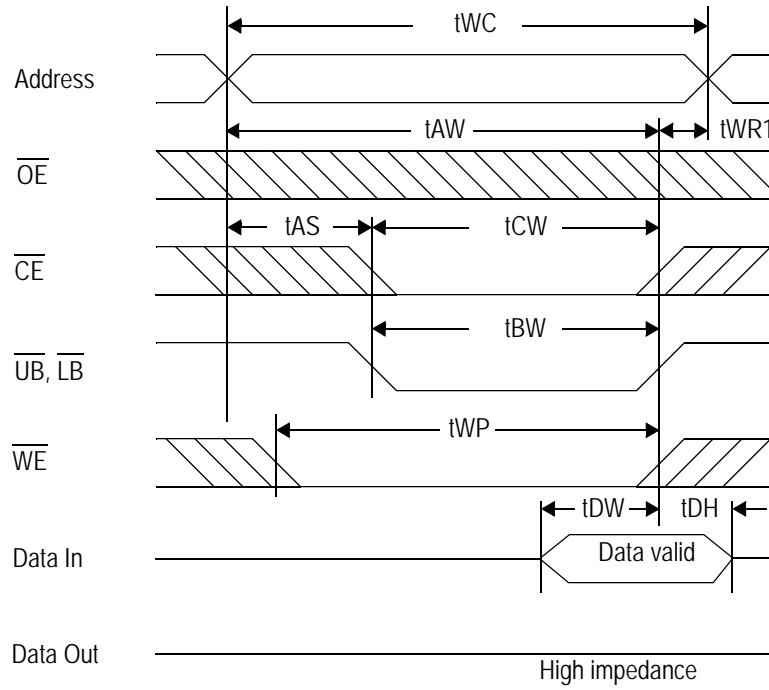 tWC
Address
tAW
tWR1
OE
tAS
tCW
CE
tBW
UB, LB
tWP
WE
tDW
tDH
Data In
Data valid
Data Out
High impedance